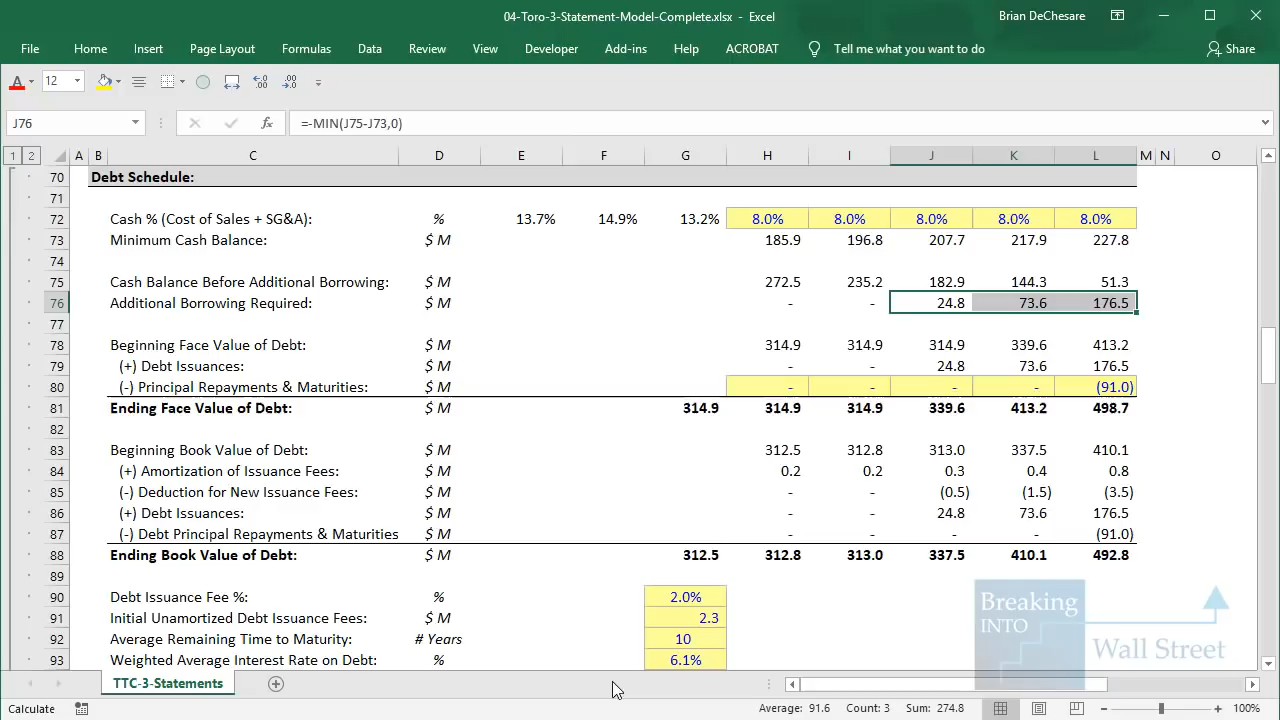 04-Toro-3-Statement-Model-Complete.xlsx - Excel
Brian DeChesare
File Home Insert Page Layout Formulas Data Review View Developer Add-ins Help ACROBAT Tell me what you want to do Share
A 12
J76 fx =-MIN(J75-J73,0)
1 2 A B C D E F G H I J K L M N O
70 Debt Schedule:
71
72 Cash % (Cost of Sales + SG&A): % 13.7% 14.9% 13.2% 8.0% 8.0% 8.0% 8.0% 8.0%
73 Minimum Cash Balance: $ M 185.9 196.8 207.7 217.9 227.8
74
75 Cash Balance Before Additional Borrowing: $ M 272.5 235.2 182.9 144.3 51.3
76 Additional Borrowing Required: $ M - - 24.8 73.6 176.5
77
78 Beginning Face Value of Debt: $ M 314.9 314.9 314.9 339.6 413.2
79 (+) Debt Issuances: $ M - - 24.8 73.6 176.5
80 (-) Principal Repayments & Maturities: $ M - - - - (91.0)
81 Ending Face Value of Debt: $ M 314.9 314.9 314.9 339.6 413.2 498.7
82
83 Beginning Book Value of Debt: $ M 312.5 312.8 313.0 337.5 410.1
84 (+) Amortization of Issuance Fees: $ M 0.2 0.2 0.3 0.4 0.8
85 (-) Deduction for New Issuance Fees: $ M - - (0.5) (1.5) (3.5)
86 (+) Debt Issuances: $ M - - 24.8 73.6 176.5
87 (-) Debt Principal Repayments & Maturities $ M - - - - (91.0)
88 Ending Book Value of Debt: $ M 312.5 312.8 313.0 337.5 410.1 492.8
89
90 Debt Issuance Fee %: % 2.0%
91 Initial Unamortized Debt Issuance Fees: $ M 2.3
92 Average Remaining Time to Maturity: # Years 10
93 Weighted Average Interest Rate on Debt: % 6.1%
Breaking
INTO
Wall Street
TTC-3-Statements
Calculate Average: 91.6 Count: 3 Sum: 274.8 100%